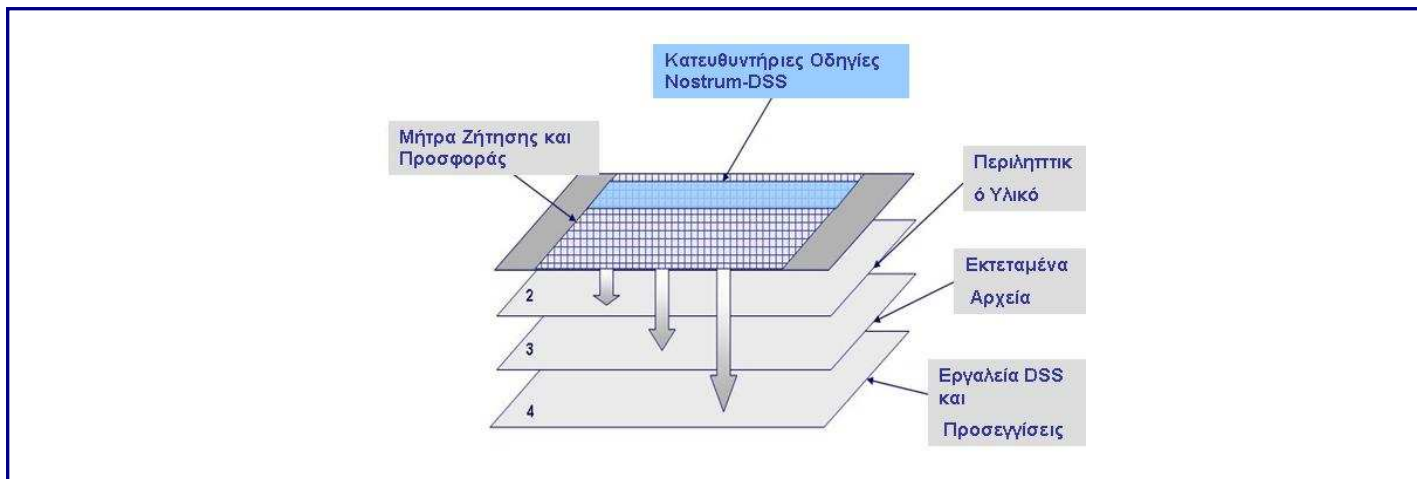 Κατευθυντήριες Οδηγίες
Nostrum-DSS
Μήτρα Ζήτησης και
Προσφοράς
Περιληπτικ
ό Υλικό
Εκτεταμένα
Αρχεία
Εργαλεία DSS
και
Προσεγγίσεις
2
3
4